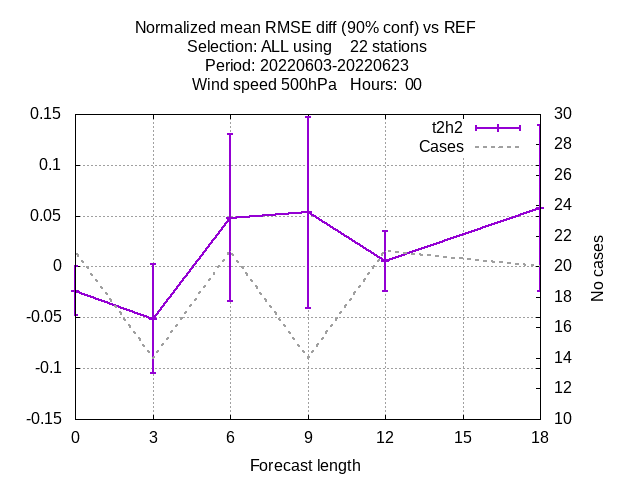 Normalized mean RMSE diff (90% conf) vs REF
Selection: ALL using    22 stations
Period: 20220603-20220623
Wind speed 500hPa   Hours:  00
0.15
0.1
0.05
0
-0.05
-0.1
-0.15
30
28
26
24
22
20
18
16
14
12
10
t2h2
Cases
No cases
0 3 6 9 12 15 18
Forecast length